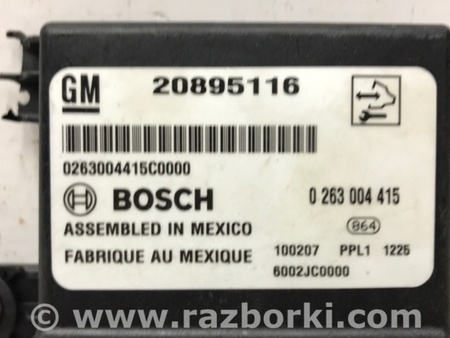 GM 20895116
0263004415C0000
BOSCH 0 263 004 415
ASSEMBLED IN MEXICO 864
FABRIQUE AU MEXIQUE 100207 PPL1 1225
6002JC0000
www.razborki.com